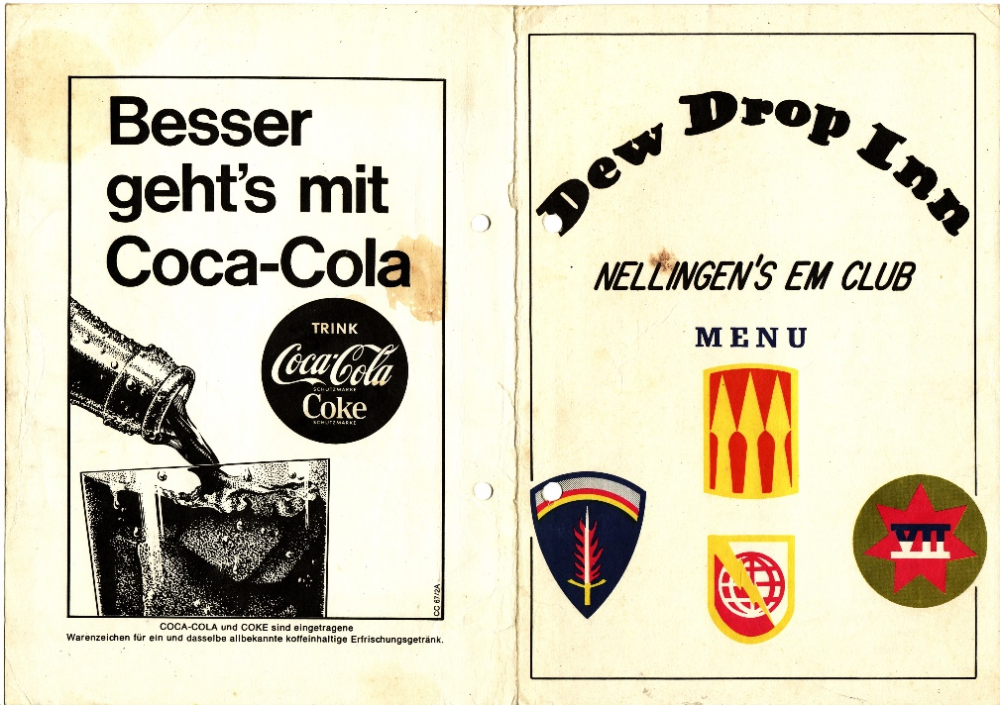 Besser
geht's mit
Coca-Cola
TRINK
Coca-Cola
SCHUTZMARKE
Coke
SCHUTZMARKE
CC 67/2A
COCA-COLA und COKE sind eingetragene
Warenzeichen für ein und dasselbe allbekannte koffeinhaltige Erfrischungsgetränk.
Dew Drop Inn
NELLINGEN'S EM CLUB
MENU
VII